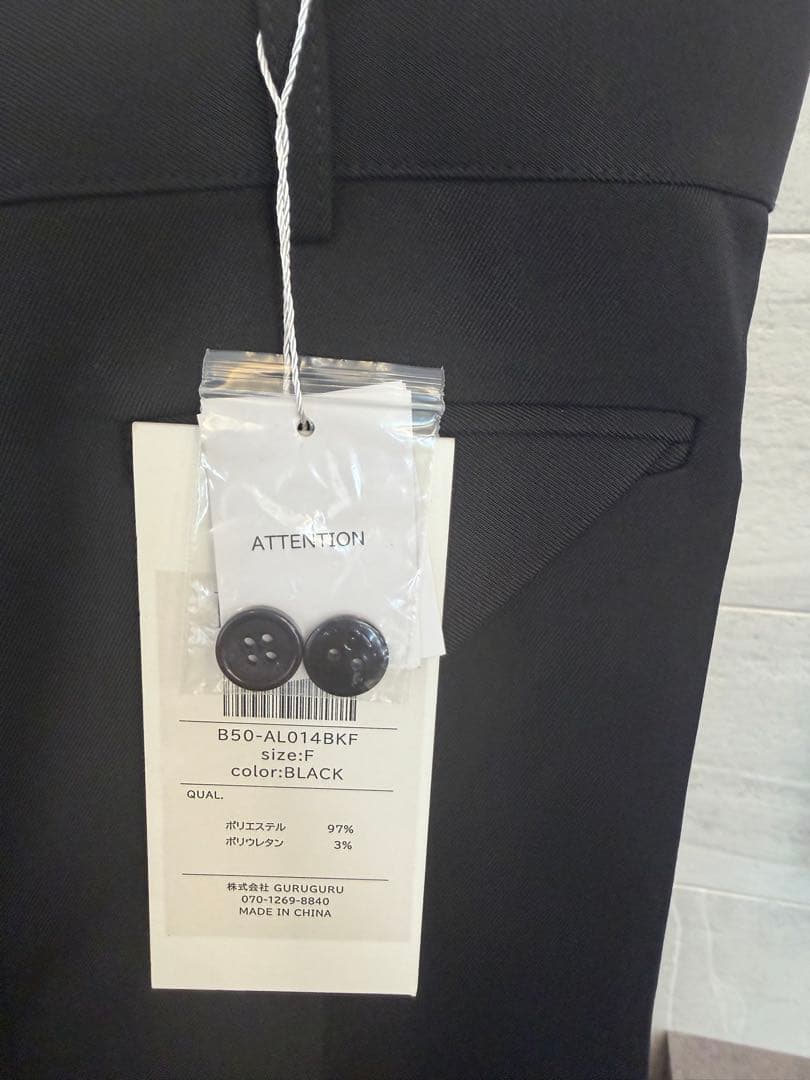 ATTENTION
B50-AL014BKF
size:F
color:BLACK
QUAL.
ポリエステル 97%
ポリウレタン 3%
株式会社 GURUGURU
070-1269-8840
MADE IN CHINA